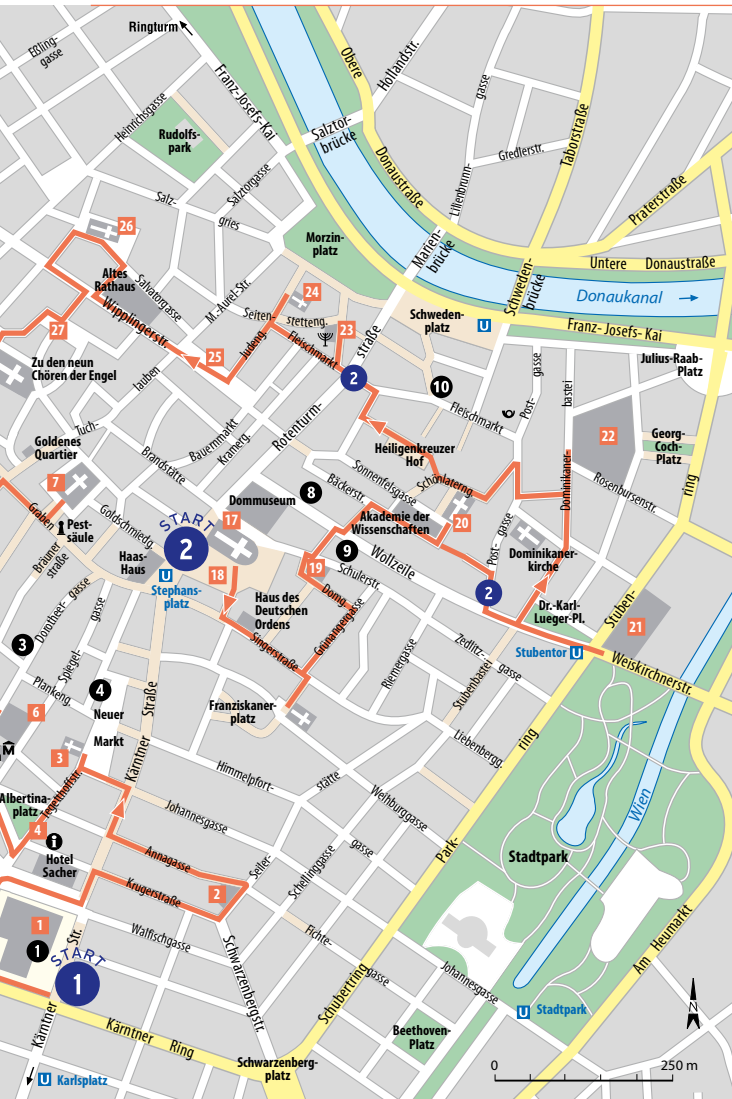 Ringturm
Eßling-
gasse
Franz-Josefs-Kai
Obere
Donaustraße
Hollandstr.
gasse
Lilienbrunn-
Gredlerstr.
Taborstraße
Praterstraße
Heinrichsgasse
Rudolfs-
park
Salztor-
brücke
Salz-
gries
Salztorgasse
Morzin-
platz
Marien-
brücke
Schweden-
brücke
Untere Donaustraße
Donaukanal
26
Altes
Rathaus
Salvatorgasse
Wipplingerstr.
M.-Aurel-Str.
24
Seiten-
stetteng.
23
Judeng.
Fleischmarkt
straße
Schweden-
platz
U
Franz- Josefs- Kai
27
25
2
10
Fleischmarkt
Post-
gasse
bastei
Julius-Raab-
Platz
Zu den neun
Chören der Engel
Tuch-
lauben
Bauernmarkt
Kramerg.
Rotenturm-
Brandstätte
22
Georg-
Coch-
Platz
Goldenes
Quartier
7
Heiligenkreuzer
Hof
Sonnenfelsgasse
Schönlaterng.
Bäckerstr.
Dominikaner-
Rosenbursenstr.
ring
Graben
Pest-
säule
Goldschmiedg.
START
2
17
Dommuseum
8
Akademie der
Wissenschaften
20
Post-
gasse
Dominikaner-
kirche
Bräuner
straße
Haas-
Haus
U
Stephans-
platz
18
9
Wollzeile
19
Schulerstr.
Domg.
2
Dr.-Karl-
Lueger-Pl.
Stuben-
21
Dorotheer-
gasse
Haus des
Deutschen
Ordens
Singerstraße
Grünangergasse
Riemergasse
Zedlitz-
gasse
Stubenbastei
Stubentor
U
Weiskirchnerstr.
3
Spiegel-
gasse
Plankeng.
4
Neuer
Markt
Straße
Kärntner
Franziskaner-
platz
Liebenbergg.
ring
6
3
Tegetthoffstr.
Himmelpfort-
stätte
Weihburggasse
Albertina-
platz
4
Johannesgasse
gasse
Wien
Park-
Hotel
Sacher
Annagasse
Seiler-
Schellinggasse
Stadtpark
Krugerstraße
2
1
1
Str.
START
1
Walfischgasse
Fichte-
gasse
Schwarzenbergstr.
Johannesgasse
Am Heumarkt
Schubertring
N
U
Stadtpark
Kärntner
Kärntner Ring
Beethoven-
Platz
Schwarzenberg-
platz
U
Karlsplatz
0
250 m